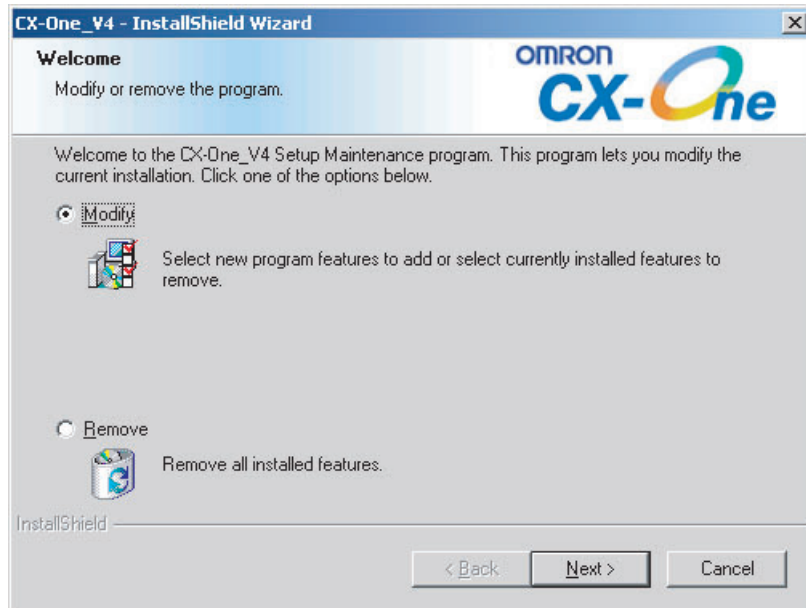 CX-One_V4 - InstallShield Wizard
Welcome
Modify or remove the program.
OMRON
CX-One
Welcome to the CX-One_V4 Setup Maintenance program. This program lets you modify the
current installation. Click one of the options below.
Modify
Select new program features to add or select currently installed features to
remove.
Remove
Remove all installed features.
InstallShield
< Back
Next >
Cancel